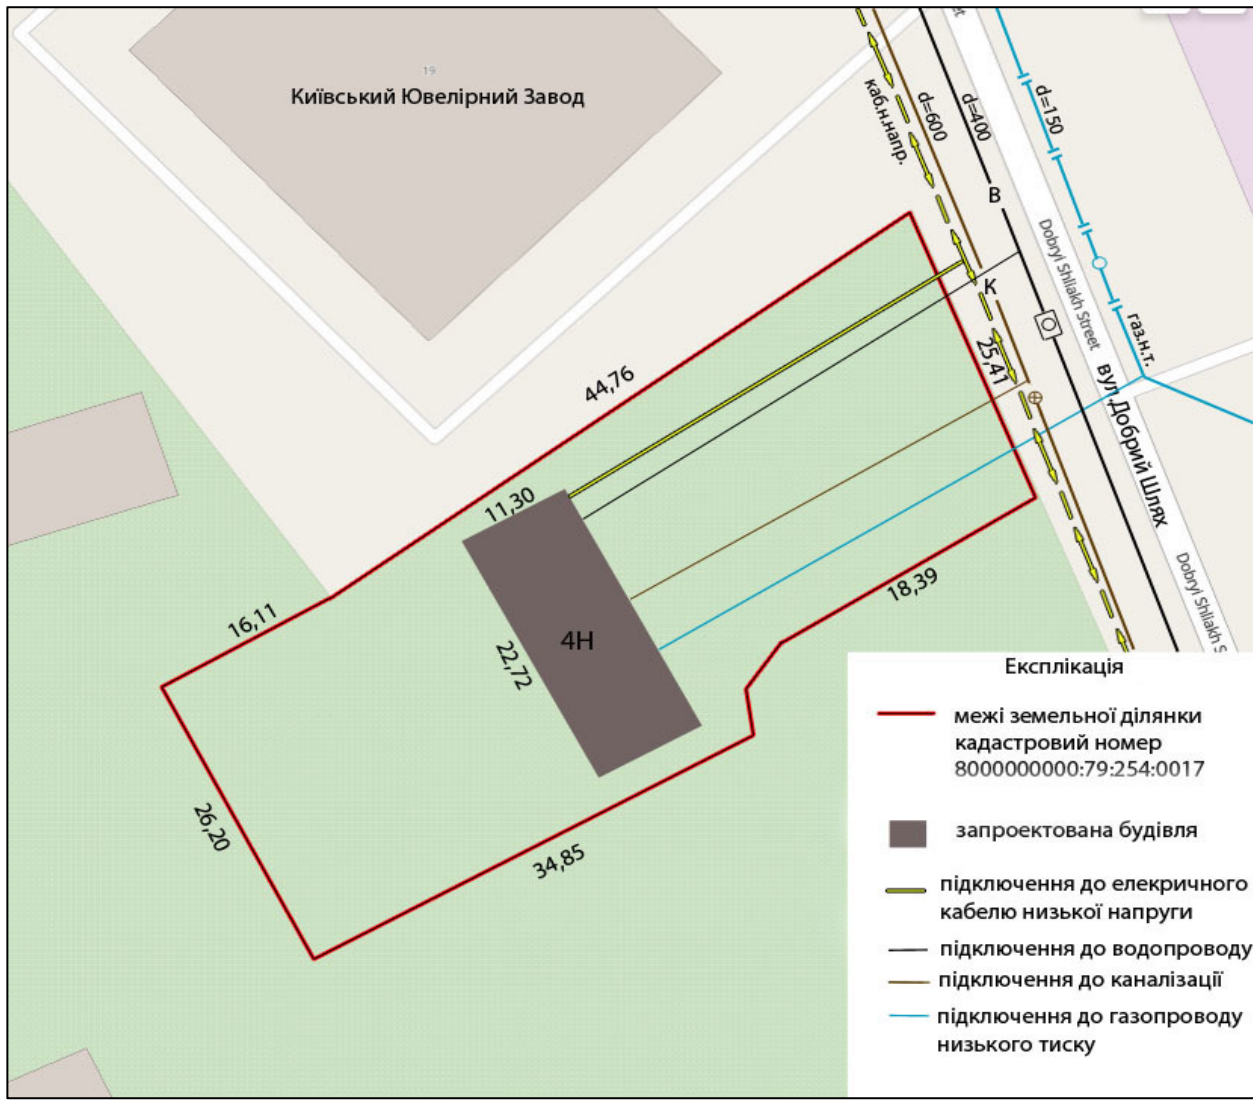 19
Київський Ювелірний Завод
каб.н.напр.
d=600
d=400
d=150
В
Dobryi Shliakh Street
К
газ.н.т.
25,41
вул.Добрий Шлях
44,76
11,30
18,39
16,11
4Н
22,72
Dobryi Shliakh S
26,20
34,85
Експлікація
межі земельної ділянки
кадастровий номер
8000000000:79:254:0017
запроектована будівля
підключення до елекричного
кабелю низької напруги
підключення до водопроводу
підключення до каналізації
підключення до газопроводу
низького тиску